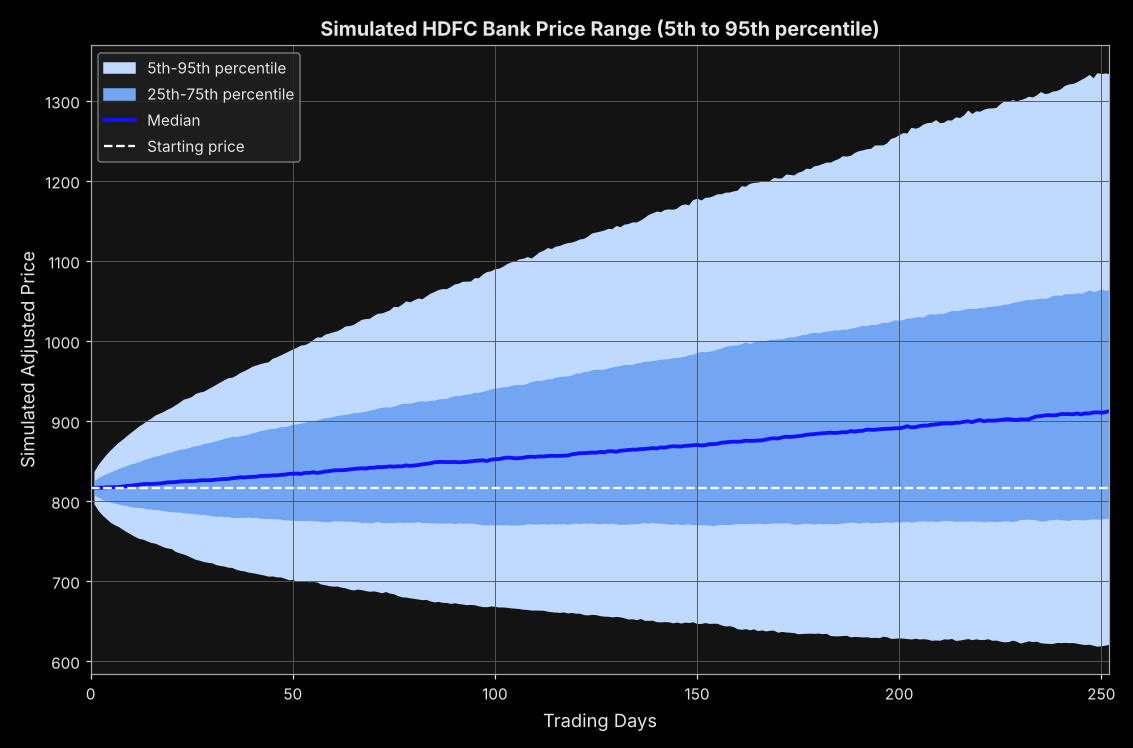 Simulated HDFC Bank Price Range (5th to 95th percentile)
5th-95th percentile
25th-75th percentile
Median
Starting price
Simulated Adjusted Price
1300
1200
1100
1000
900
800
700
600
0 50 100 150 200 250
Trading Days